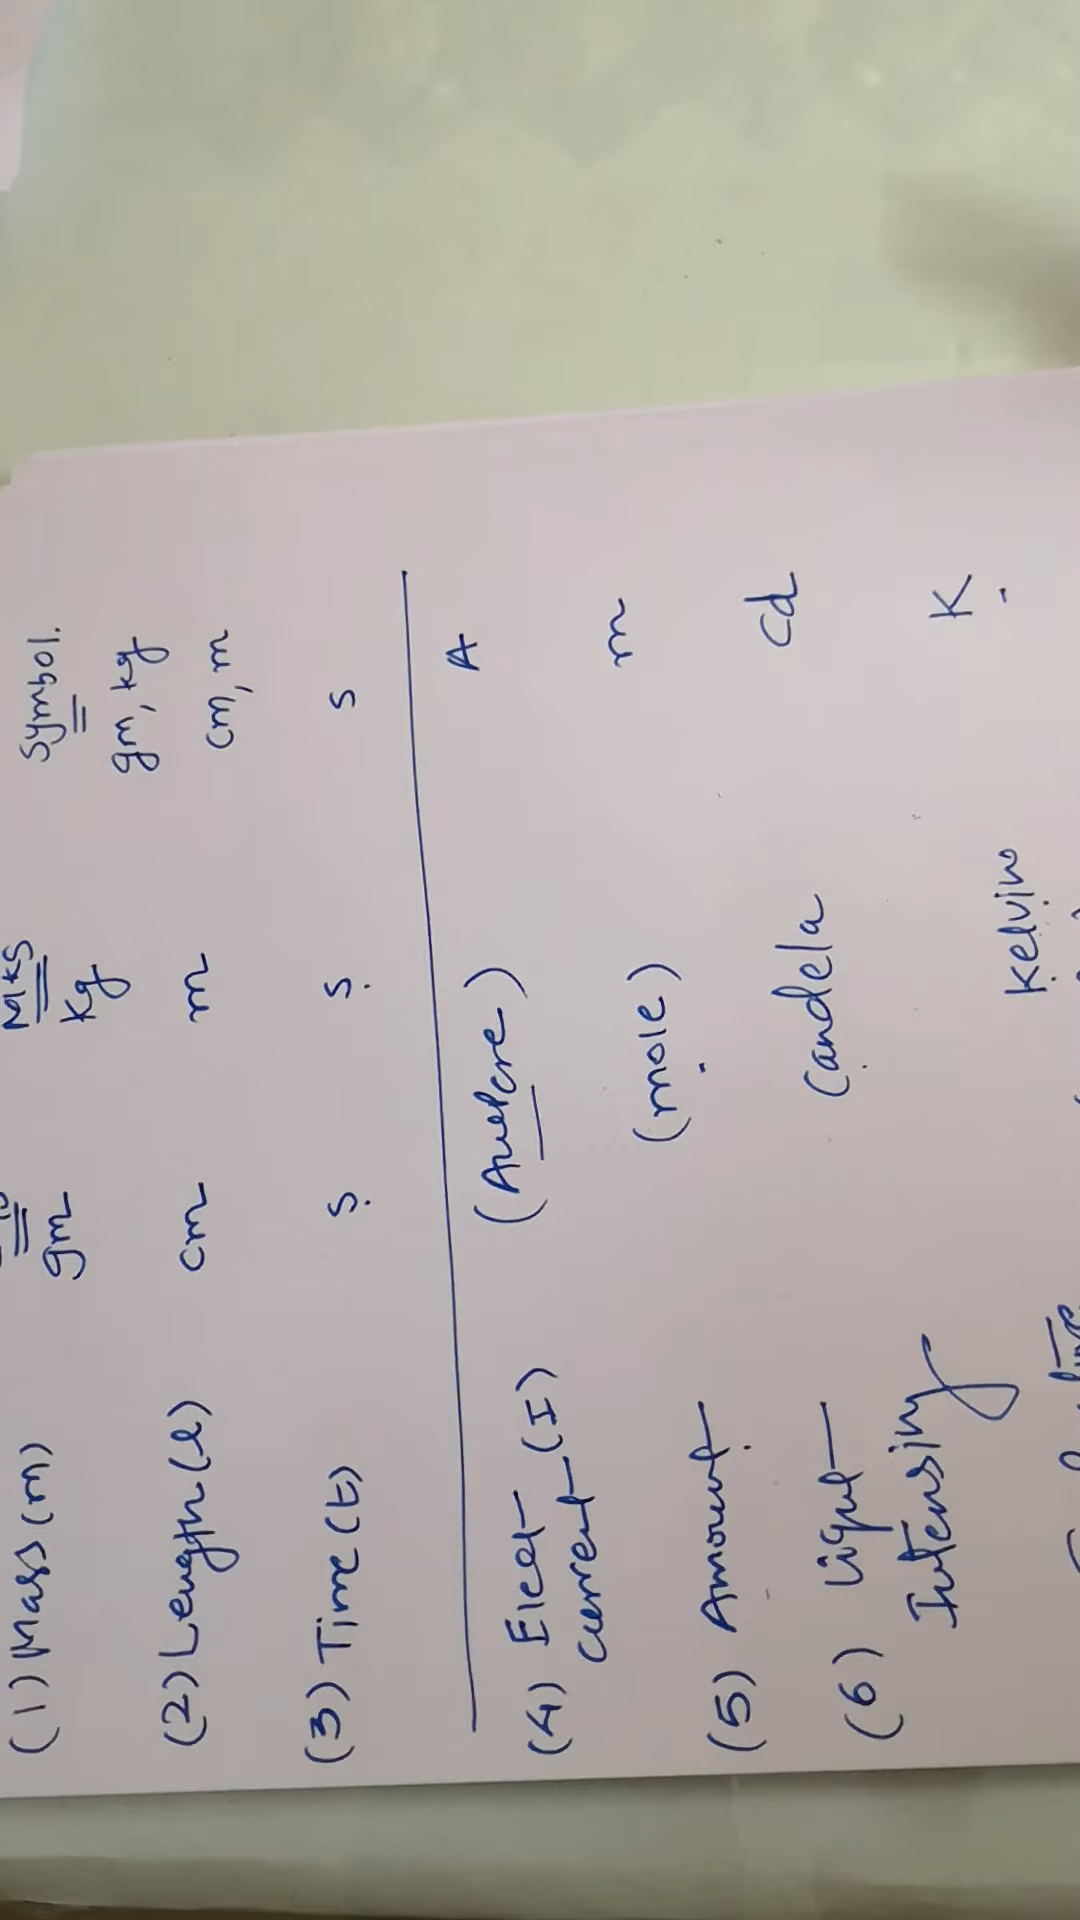 MKS Symbol.
(1) Mass (m) gm kg gm, kg
(2) Length (l) cm m cm, m
(3) Time (t) s. s. s
(4) Elect (Ampere) A
current (I)
(5) Amount (mole) m
(6) Light Candela Cd
Intensity
Kelvin K